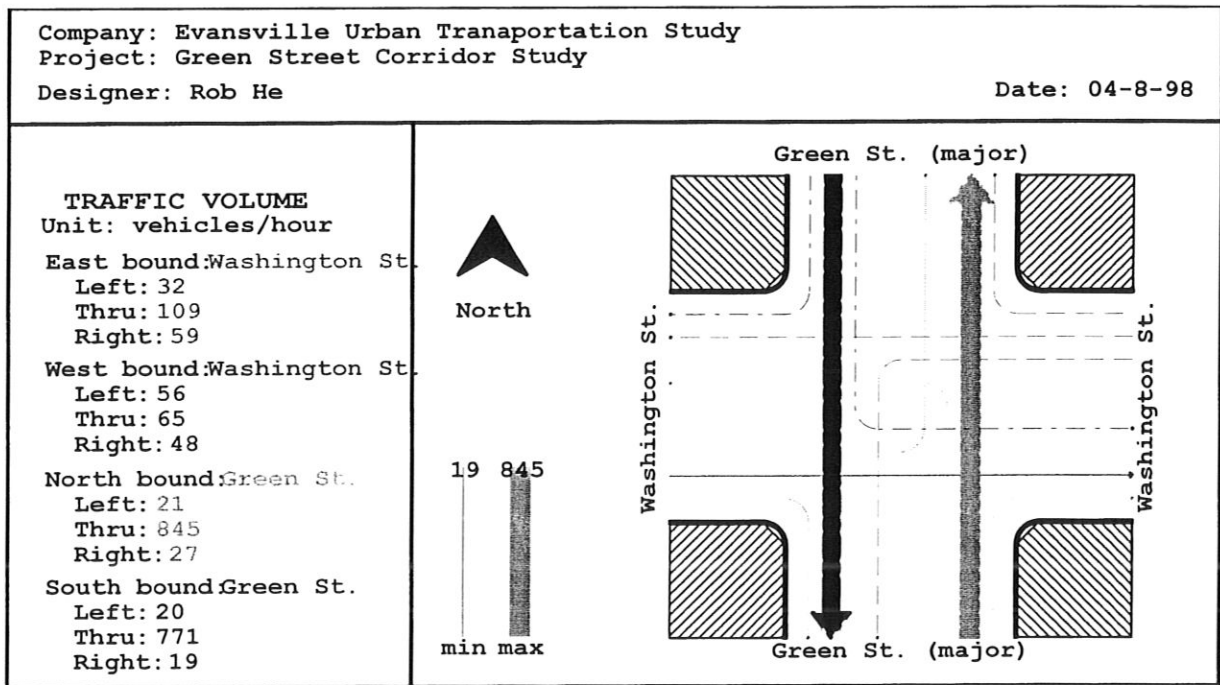 Company: Evansville Urban Tranaportation Study
Project: Green Street Corridor Study
Designer: Rob He
Date: 04-8-98
TRAFFIC VOLUME
Unit: vehicles/hour
East bound:Washington St.
Left: 32
Thru: 109
Right: 59
West bound:Washington St.
Left: 56
Thru: 65
Right: 48
North bound:Green St.
Left: 21
Thru: 845
Right: 27
South bound:Green St.
Left: 20
Thru: 771
Right: 19
North
19 845
min max
Green St. (major)
Washington St.
Washington St.
Green St. (major)